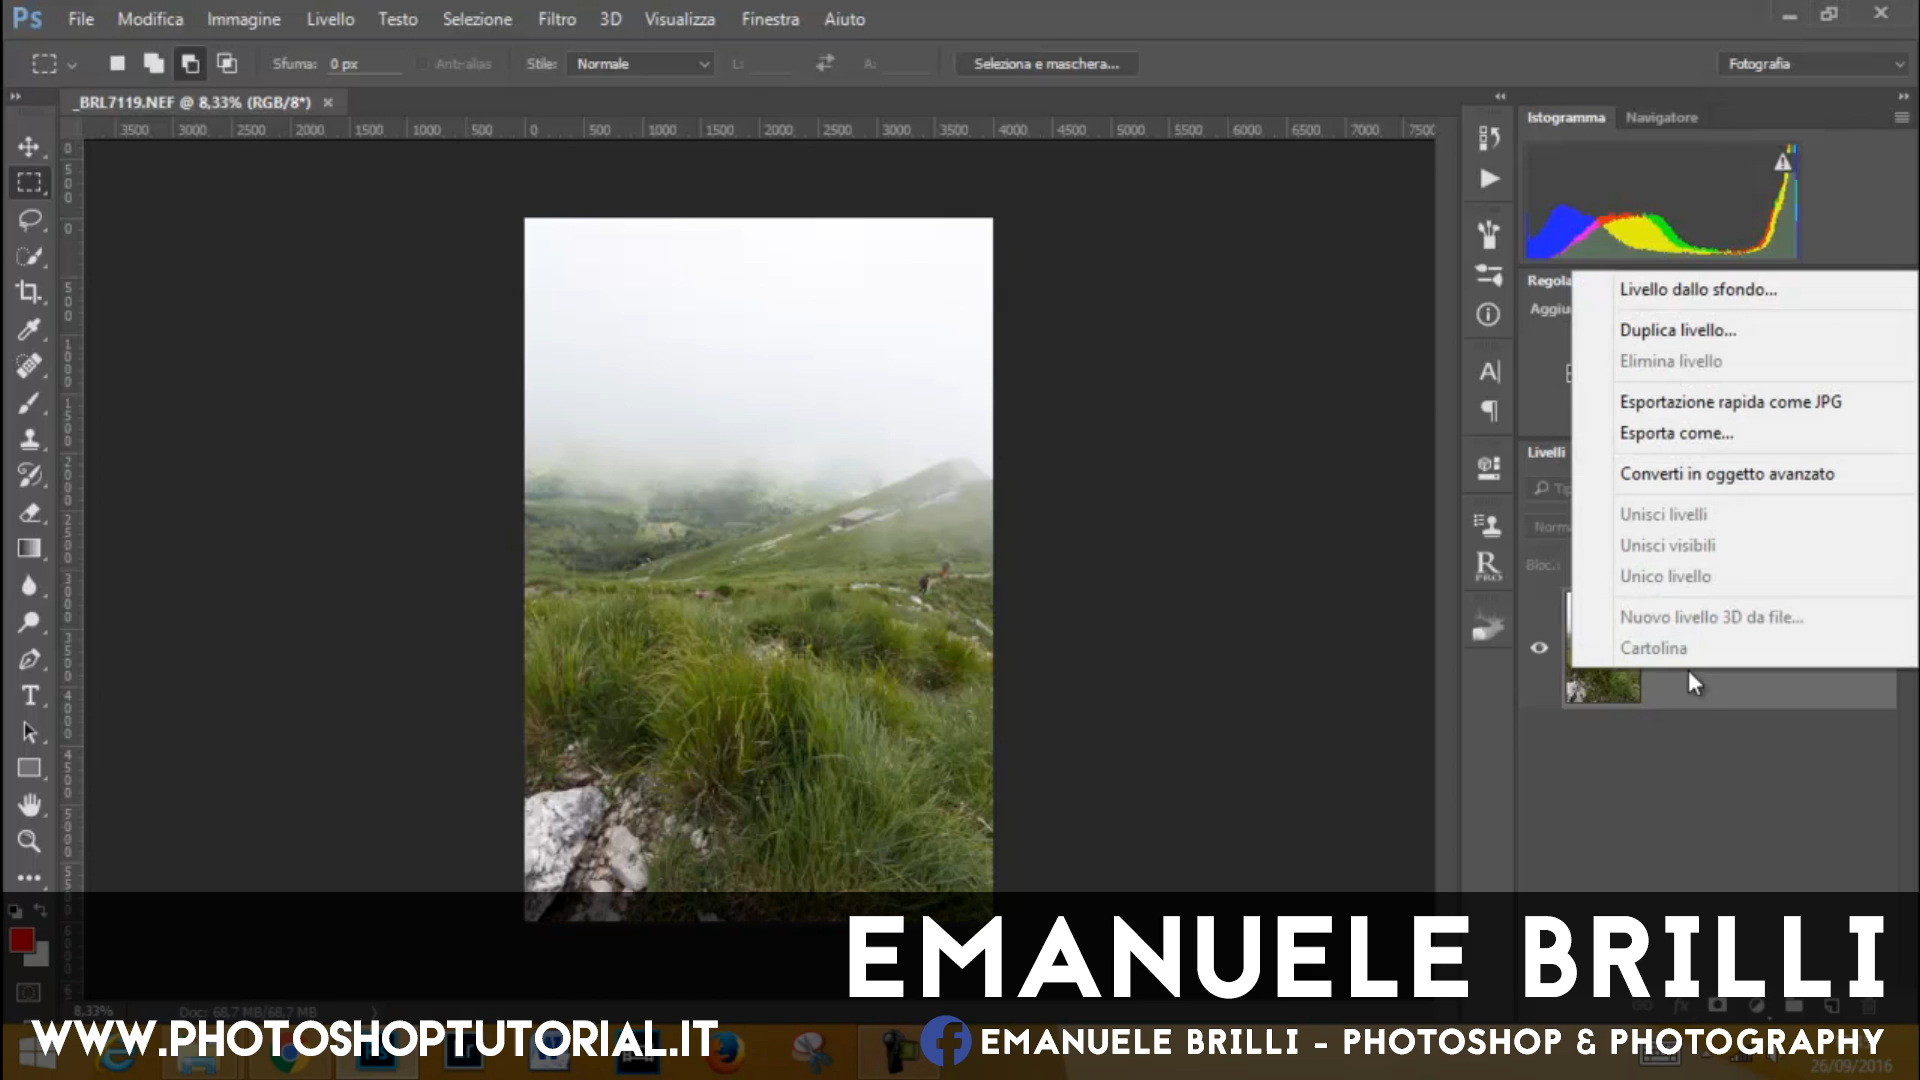 Ps File Modifica Immagine Livello Testo Selezione Filtro 3D Visualizza Finestra Aiuto
Sfuma: 0 px Anti-alias Stile: Normale L: A: Seleziona e maschera... Fotografia
_BRL7119.NEF @ 8,33% (RGB/8*) ×
3500 3000 2500 2000 1500 1000 500 0 500 1000 1500 2000 2500 3000 3500 4000 4500 5000 5500 6000 6500 7000 7500
Istogramma Navigatore
Regola
Aggiu
Livello dallo sfondo...
Duplica livello...
Elimina livello
Esportazione rapida come JPG
Esporta come...
Livelli
Converti in oggetto avanzato
Norm
Unisci livelli
Unisci visibili
Bloc.:
Unico livello
Nuovo livello 3D da file...
Cartolina
R PRO
EMANUELE BRILLI
8,33% Doc: 68,7 MB/68,7 MB
WWW.PHOTOSHOPTUTORIAL.IT
EMANUELE BRILLI - PHOTOSHOP & PHOTOGRAPHY
26/09/2016